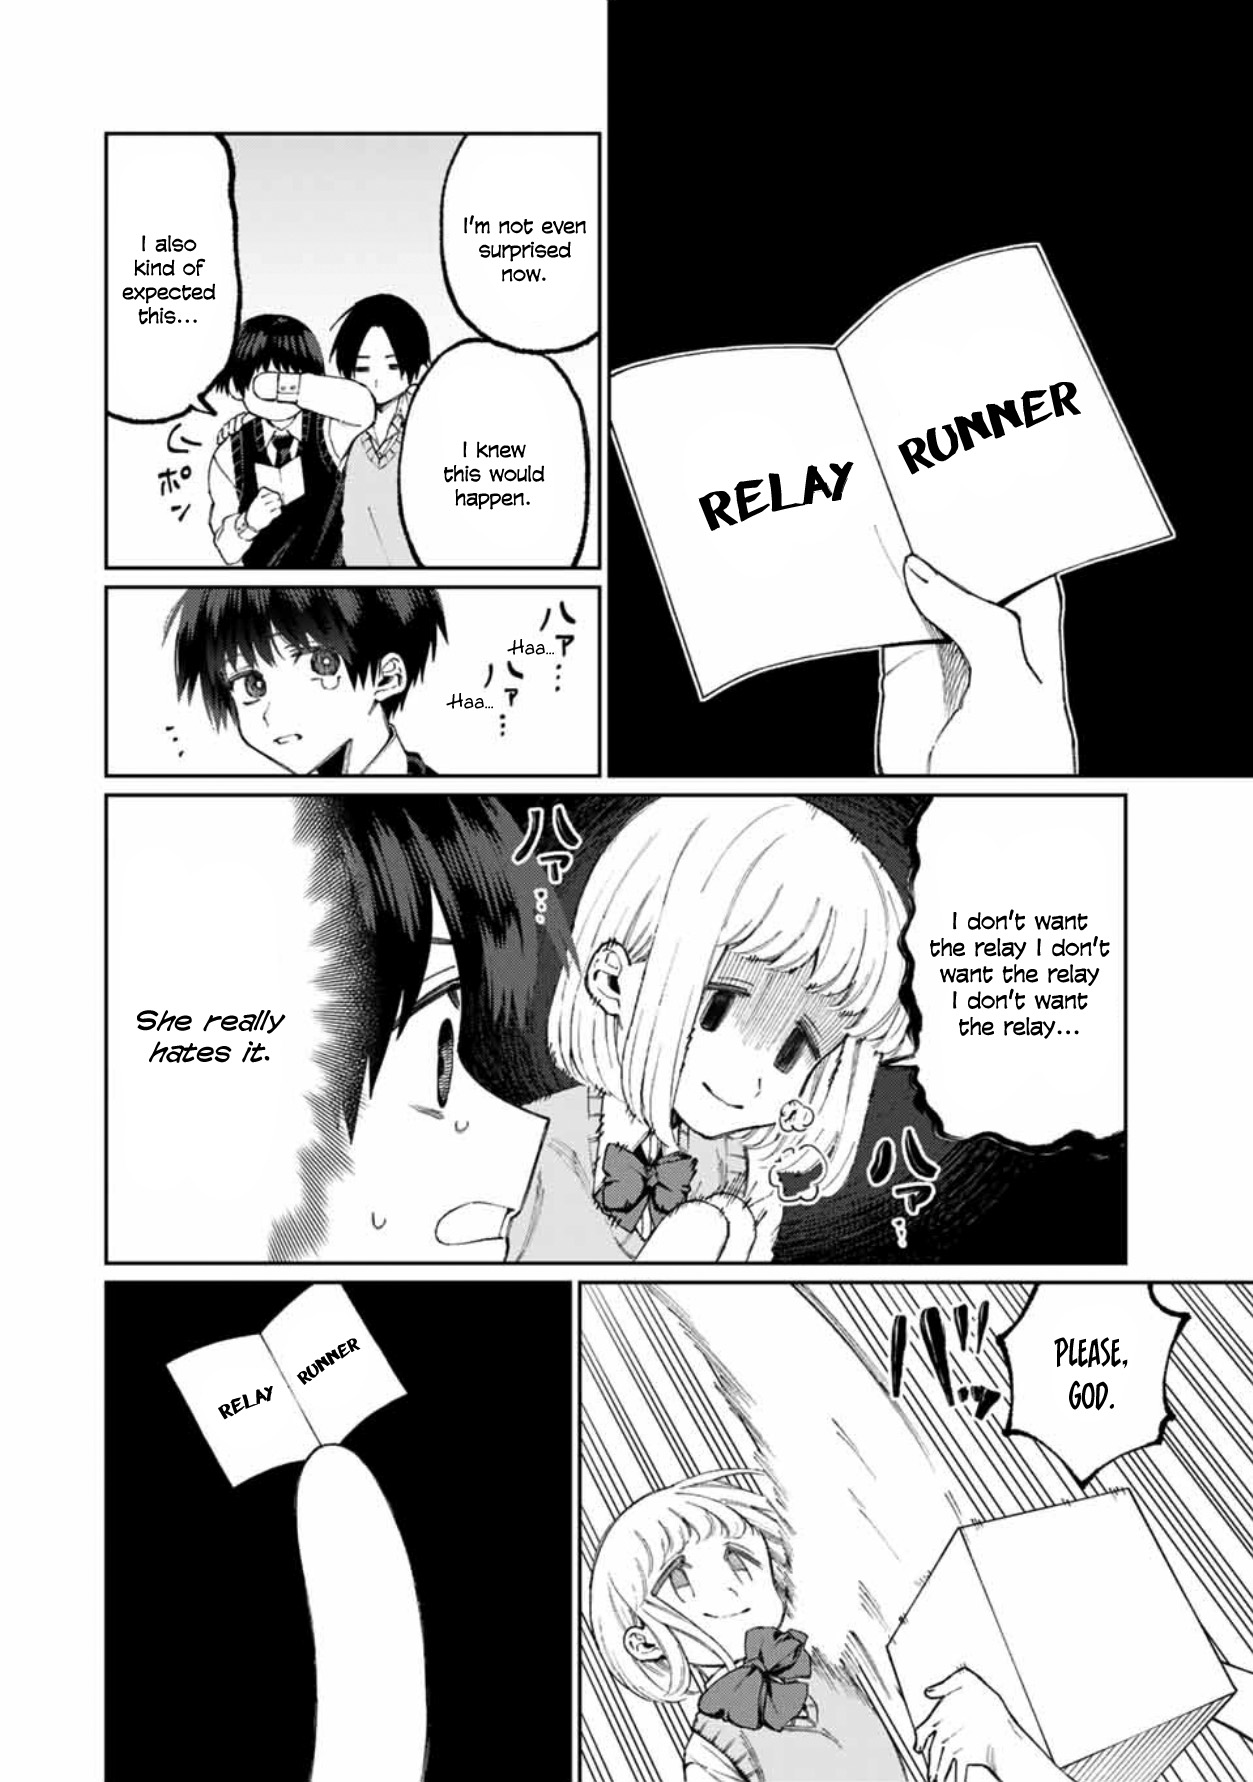 RELAY
RUNNER
I'm not even
surprised
now.
I knew
this would
happen.
I also
kind of
expected
this...
ポン
ハァ…
Haa...
ハァ…
Haa...
I don't want
the relay I don't
want the relay
I don't want
the relay...
ハァ…
ハァ…
She really
hates it.
PLEASE,
GOD.
バッ
RELAY
RUNNER